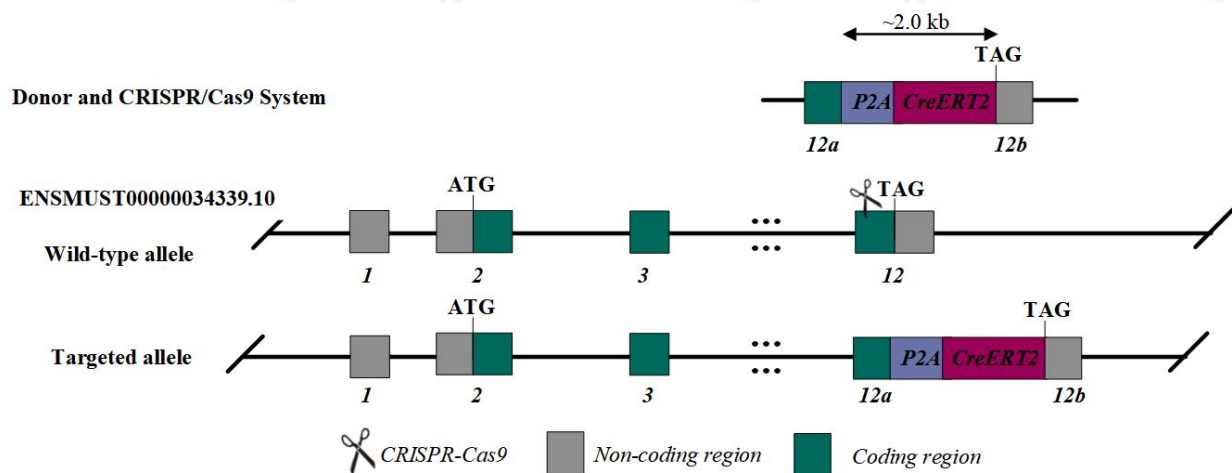 ~2.0 kb
TAG
Donor and CRISPR/Cas9 System
P2A CreERT2
12a 12b
ENSMUST00000034339.10
ATG TAG
Wild-type allele
...
...
1 2 3 12
ATG TAG
Targeted allele
...
...
P2A CreERT2
1 2 3 12a 12b
CRISPR-Cas9 Non-coding region Coding region